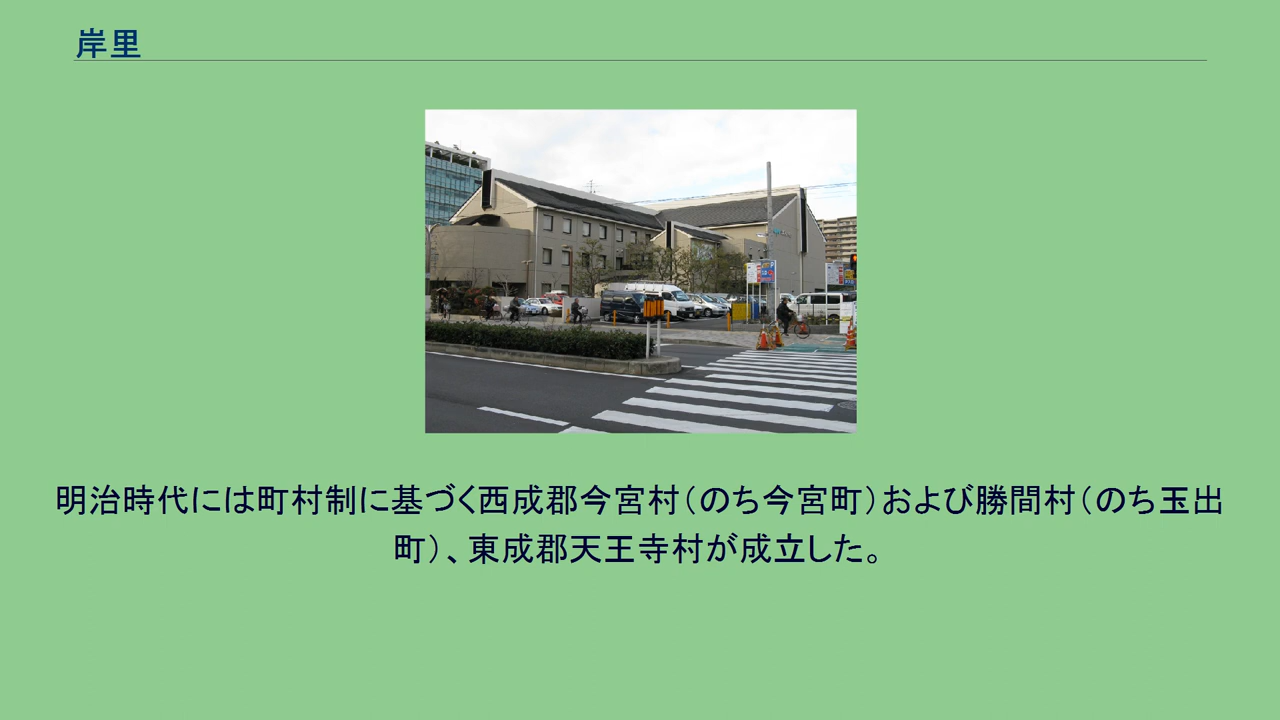 岸里
明治時代には町村制に基づく西成郡今宮村（のち今宮町）および勝間村（のち玉出
町）、東成郡天王寺村が成立した。